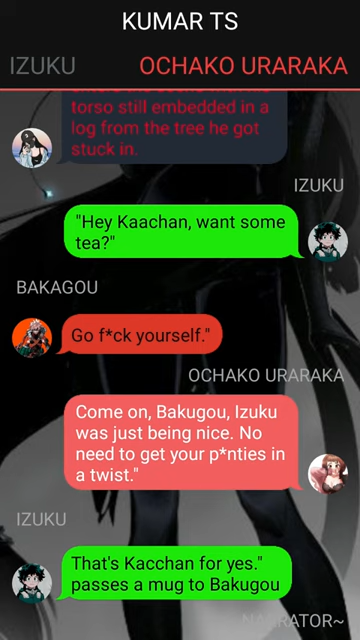 KUMAR TS
IZUKU OCHAKO URARAKA
torso still embedded in a
log from the tree he got
stuck in.
IZUKU
"Hey Kaachan, want some
tea?"
BAKAGOU
Go f*ck yourself."
OCHAKO URARAKA
Come on, Bakugou, Izuku
was just being nice. No
need to get your p*nties in
a twist."
IZUKU
That's Kacchan for yes."
passes a mug to Bakugou
NARRATOR~